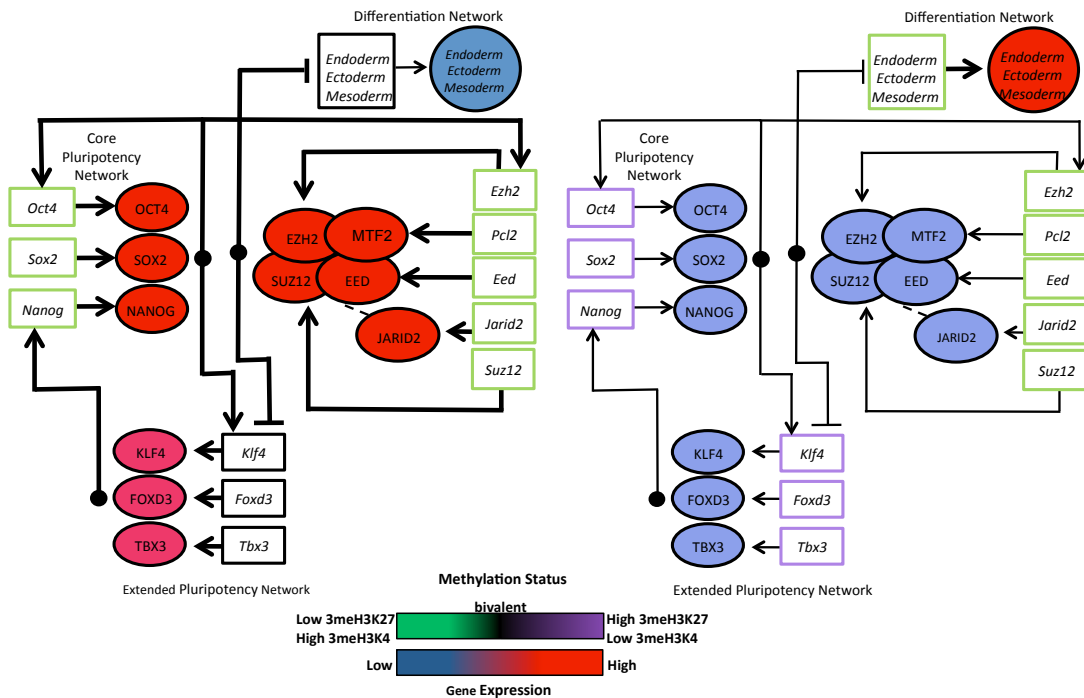 Differentiation Network
Endoderm
Ectoderm
Mesoderm
Endoderm
Ectoderm
Mesoderm
Core
Pluripotency
Network
Oct4
OCT4
Sox2
SOX2
Nanog
NANOG
EZH2
MTF2
SUZ12
EED
JARID2
Ezh2
Pcl2
Eed
Jarid2
Suz12
KLF4
Klf4
FOXD3
Foxd3
TBX3
Tbx3
Extended Pluripotency Network
Differentiation Network
Endoderm
Ectoderm
Mesoderm
Endoderm
Ectoderm
Mesoderm
Core
Pluripotency
Network
Oct4
OCT4
Sox2
SOX2
Nanog
NANOG
EZH2
MTF2
SUZ12
EED
JARID2
Ezh2
Pcl2
Eed
Jarid2
Suz12
KLF4
Klf4
FOXD3
Foxd3
TBX3
Tbx3
Extended Pluripotency Network
Methylation Status
bivalent
Low 3meH3K27
High 3meH3K4
High 3meH3K27
Low 3meH3K4
Low
High
Gene Expression